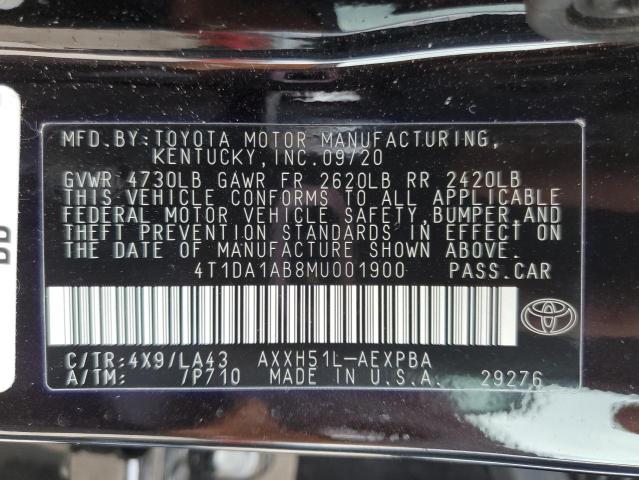 MFD.BY:TOYOTA MOTOR MANUFACTURING,
KENTUCKY,INC.09/20
GVWR 4730LB GAWR FR 2620LB RR 2420LB
THIS VEHICLE CONFORMS TO ALL APPLICABLE
FEDERAL MOTOR VEHICLE SAFETY,BUMPER,AND
THEFT PREVENTION STANDARDS IN EFFECT ON
THE DATE OF MANUFACTURE SHOWN ABOVE.
4T1DA1AB8MU001900 PASS.CAR
C/TR:4X9/LA43 AXXH51L-AEXPBA
A/TM: /P710 MADE IN U.S.A. 29276